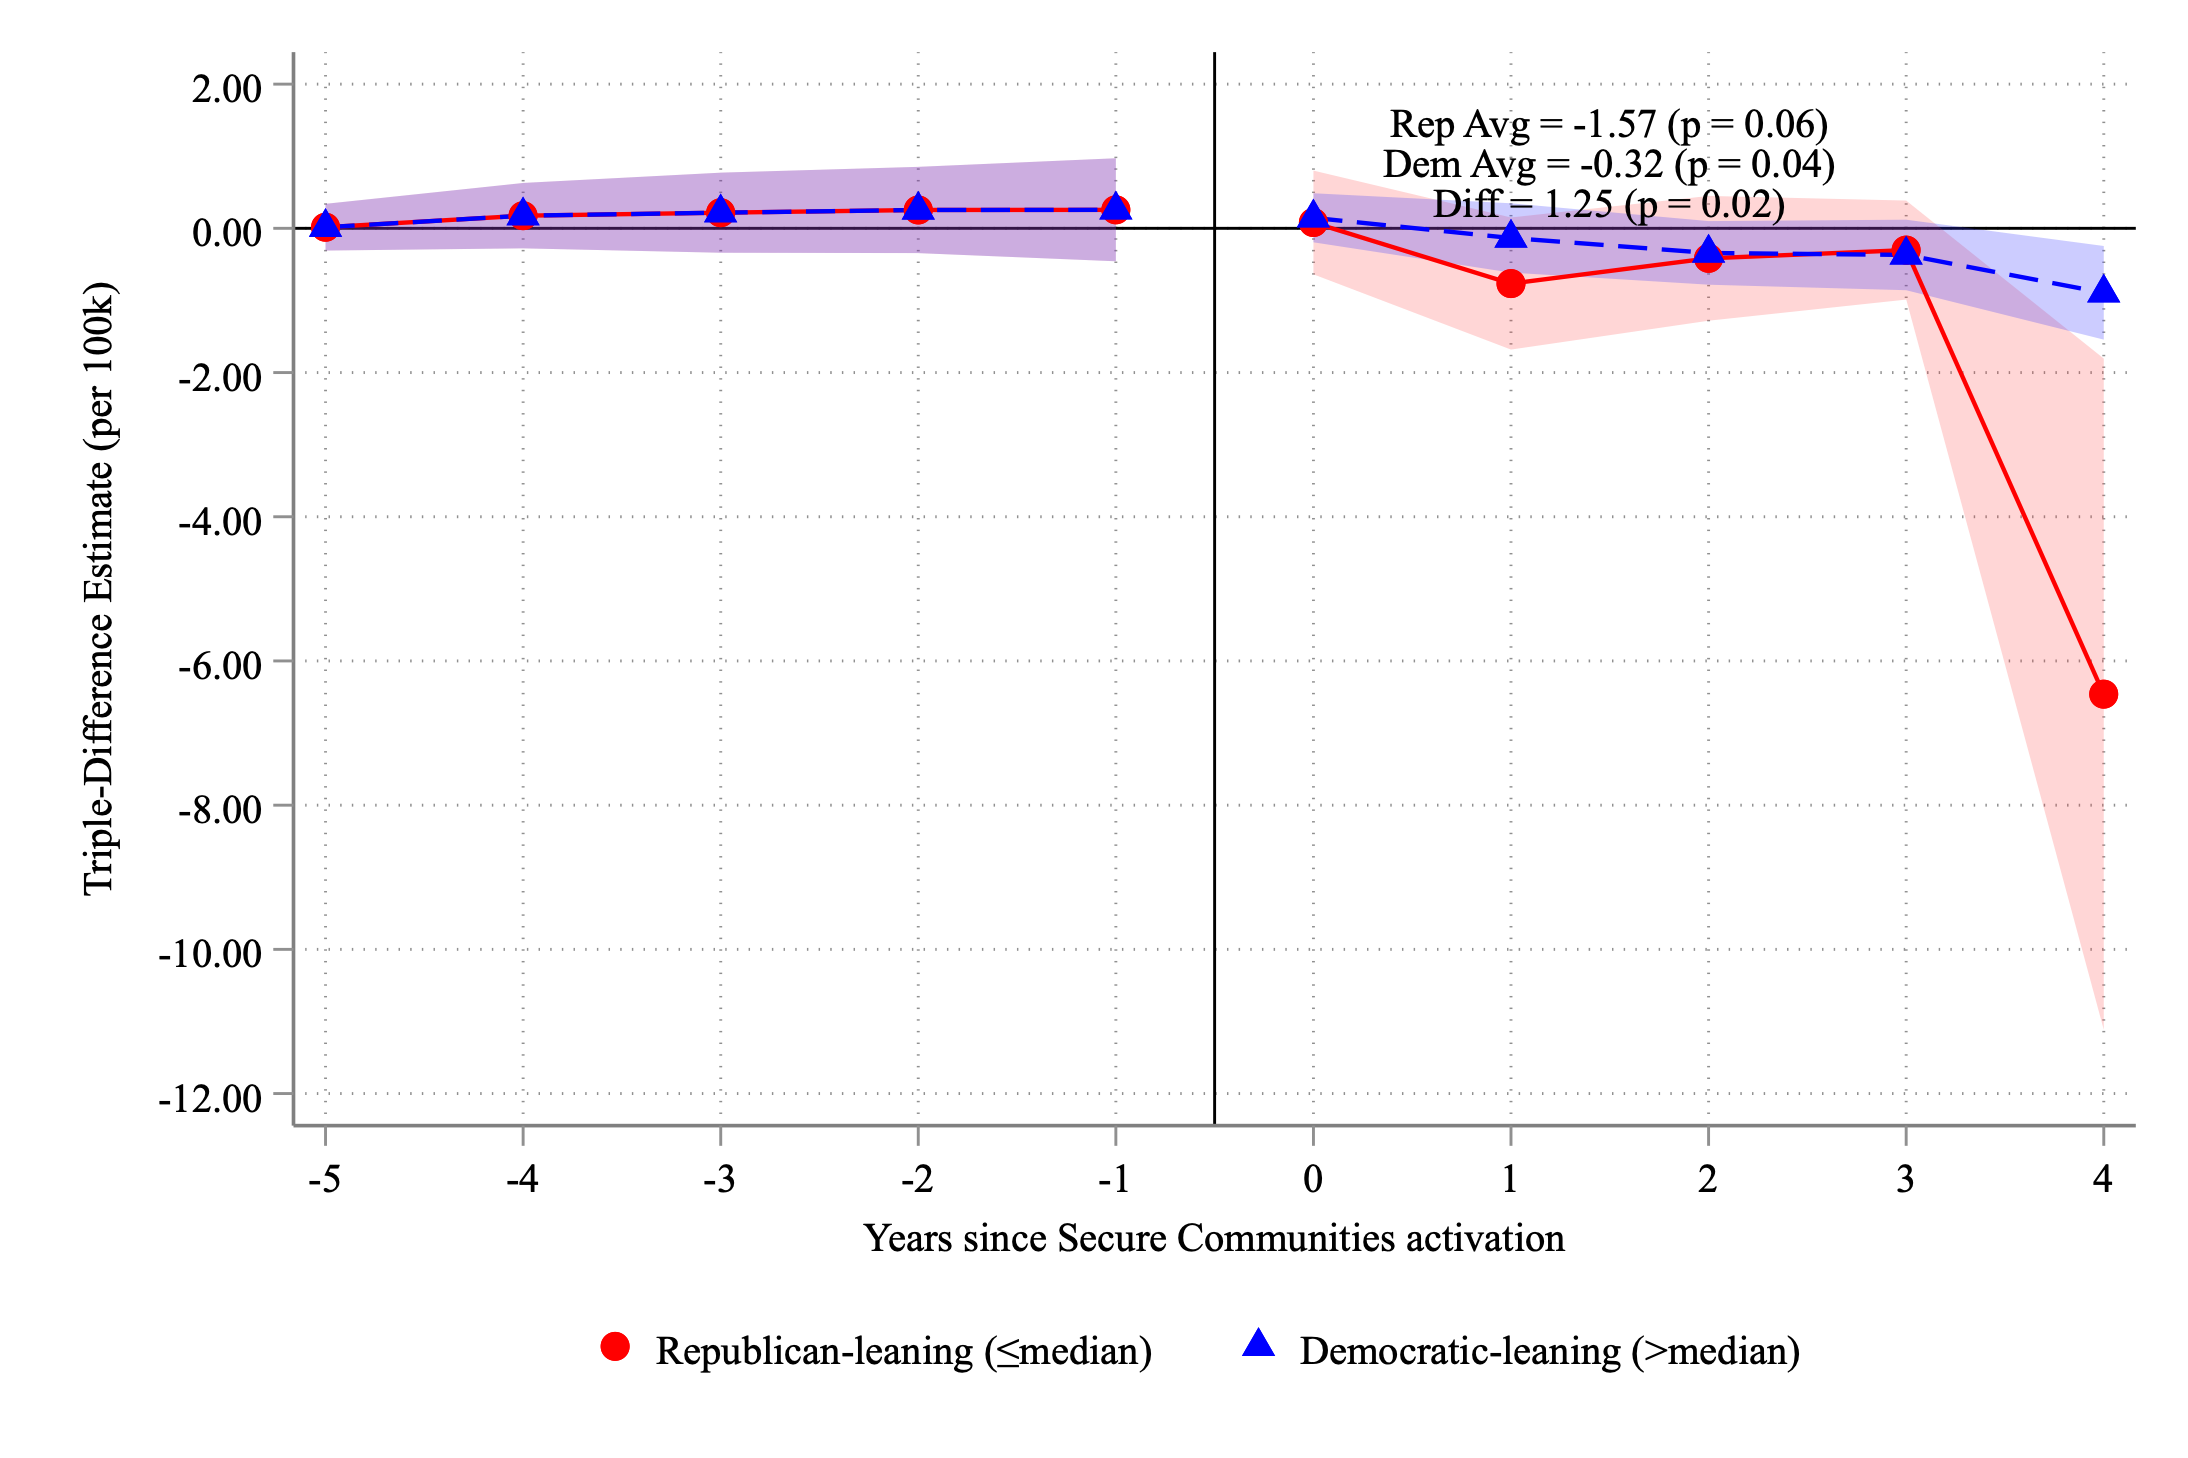 Rep Avg = -1.57 (p = 0.06)
Dem Avg = -0.32 (p = 0.04)
Diff = 1.25 (p = 0.02)
Triple-Difference Estimate (per 100k)
2.00
0.00
-2.00
-4.00
-6.00
-8.00
-10.00
-12.00
-5 -4 -3 -2 -1 0 1 2 3 4
Years since Secure Communities activation
Republican-leaning (≤median) Democratic-leaning (>median)